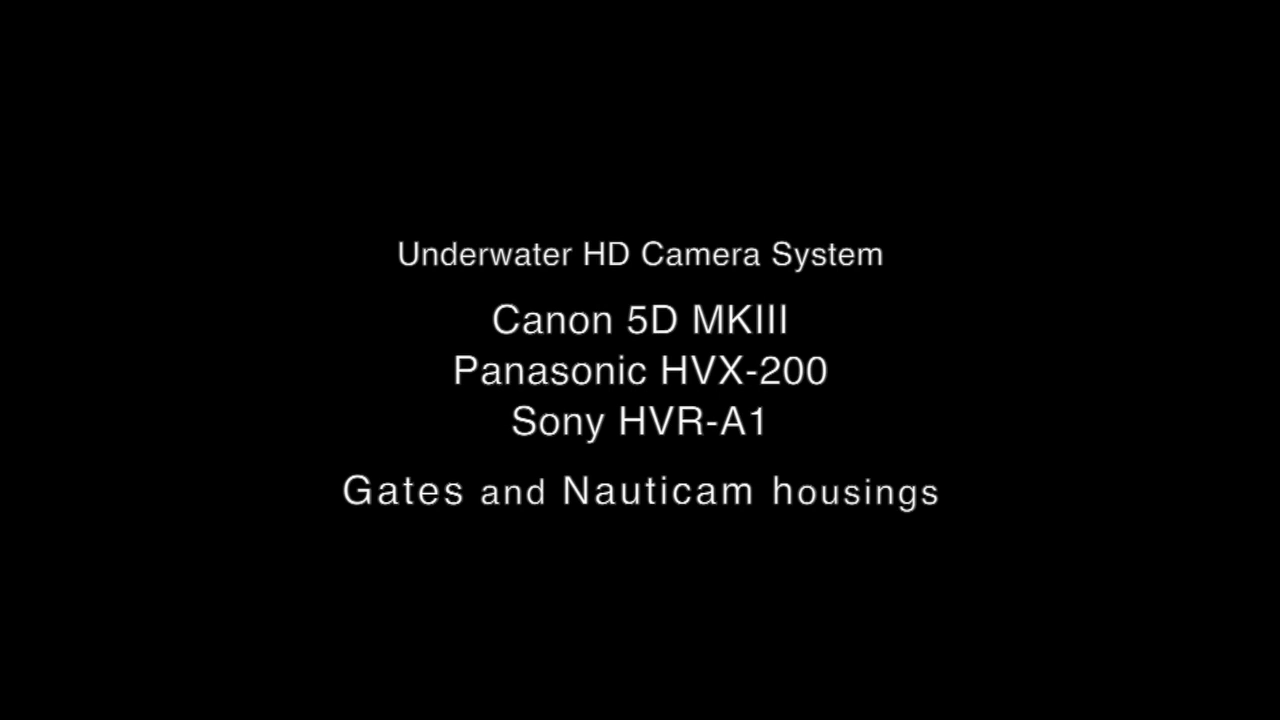 Underwater HD Camera System
Canon 5D MKIII
Panasonic HVX-200
Sony HVR-A1
Gates and Nauticam housings